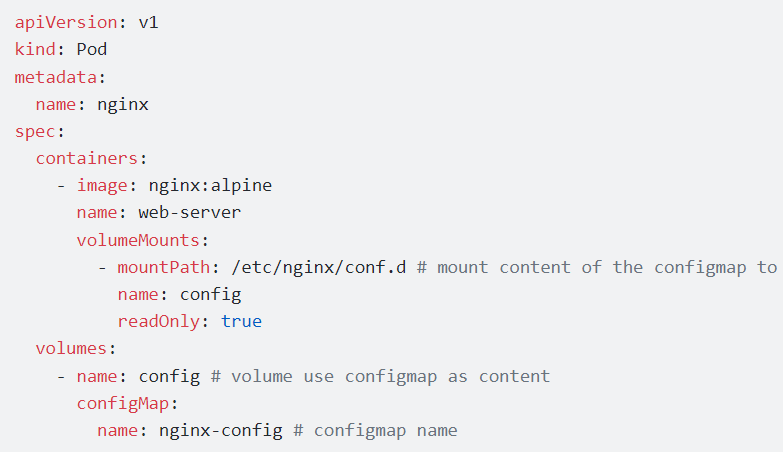 apiVersion: v1
kind: Pod
metadata:
  name: nginx
spec:
  containers:
    - image: nginx:alpine
      name: web-server
      volumeMounts:
        - mountPath: /etc/nginx/conf.d # mount content of the configmap to
          name: config
          readOnly: true
  volumes:
    - name: config # volume use configmap as content
      configMap:
        name: nginx-config # configmap name